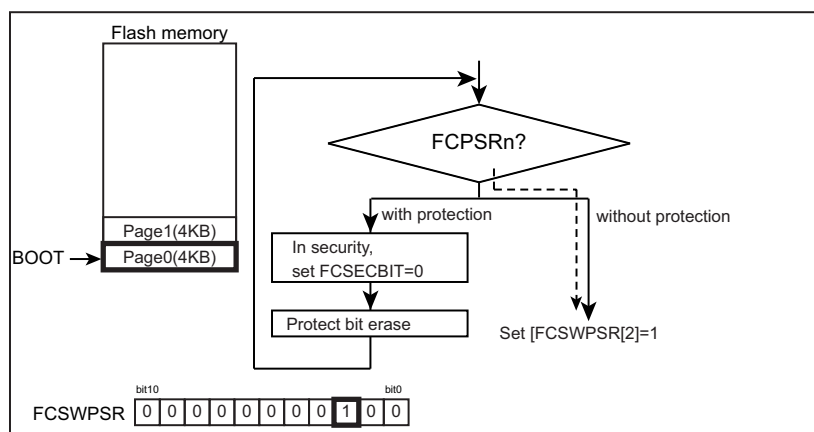 Flash memory
Page1(4KB)
BOOT
Page0(4KB)
FCPSRn?
with protection
without protection
In security,
set FCSECBIT=0
Protect bit erase
Set [FCSWPSR[2]=1
bit10
bit0
FCSWPSR
0 0 0 0 0 0 0 0 1 0 0